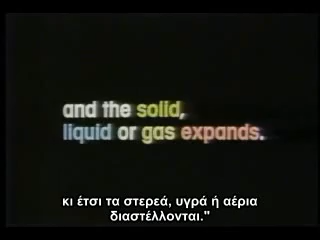 and the solid,
liquid or gas expands.
κι έτσι τα στερεά, υγρά ή αέρια
διαστέλλονται."